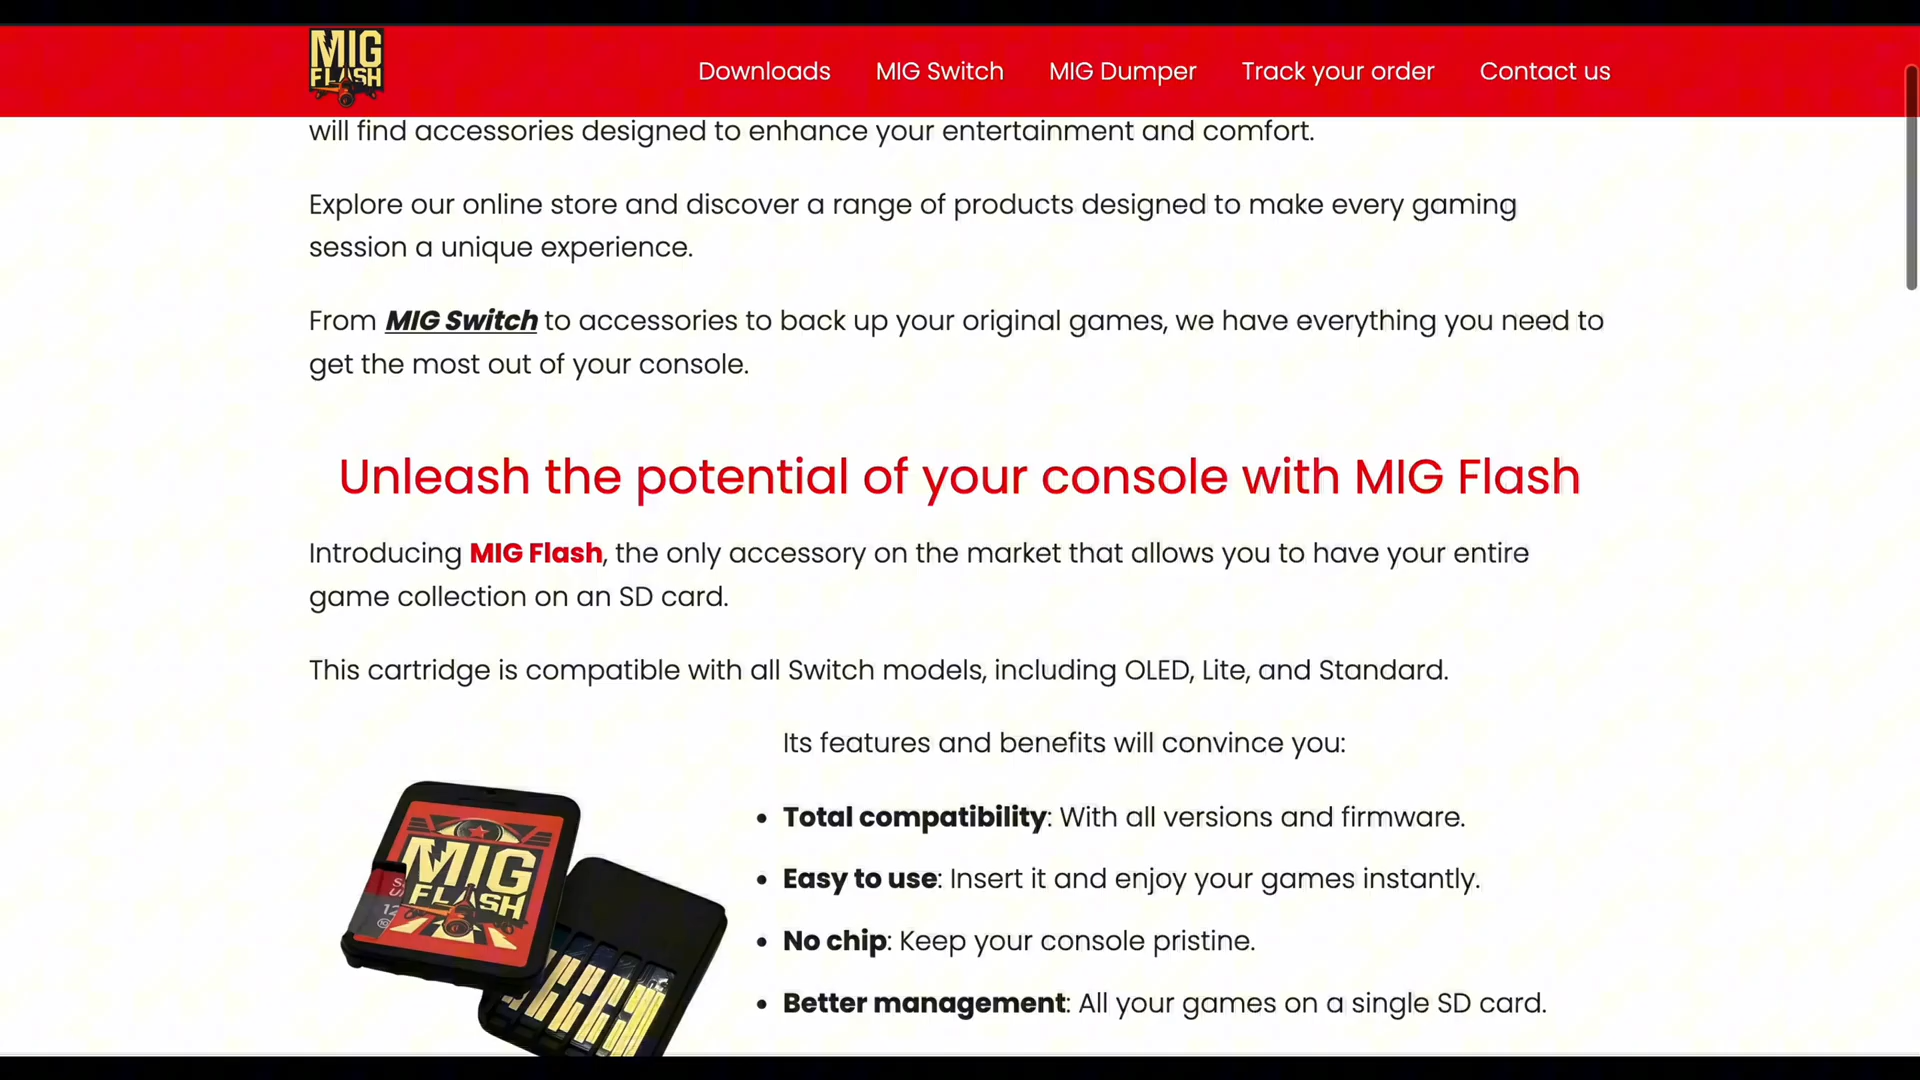 MIG
FLASH
Downloads
MIG Switch
MIG Dumper
Track your order
Contact us
will find accessories designed to enhance your entertainment and comfort.
Explore our online store and discover a range of products designed to make every gaming
session a unique experience.
From MIG Switch to accessories to back up your original games, we have everything you need to
get the most out of your console.
Unleash the potential of your console with MIG Flash
Introducing MIG Flash, the only accessory on the market that allows you to have your entire
game collection on an SD card.
This cartridge is compatible with all Switch models, including OLED, Lite, and Standard.
Its features and benefits will convince you:
• Total compatibility: With all versions and firmware.
• Easy to use: Insert it and enjoy your games instantly.
• No chip: Keep your console pristine.
• Better management: All your games on a single SD card.
MIG
FLASH